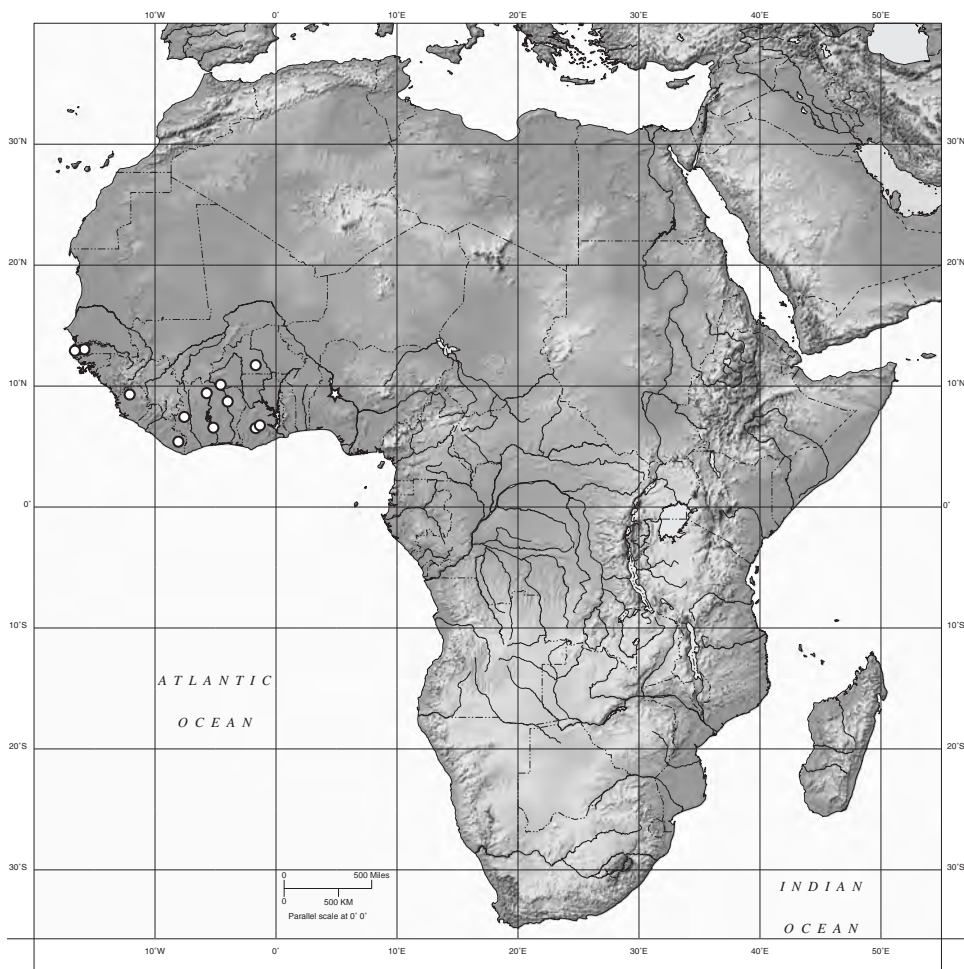 10˚W 0˚ 10˚E 20˚E 30˚E 40˚E 50˚E
30˚N 30˚N
20˚N 20˚N
10˚N 10˚N
0˚ 0˚
10˚S 10˚S
ATLANTIC
OCEAN
20˚S 20˚S
30˚S 30˚S
0 500 Miles
0 500 KM
Parallel scale at 0˚ 0˚
INDIAN
OCEAN
10˚W 0˚ 10˚E 20˚E 30˚E 40˚E 50˚E